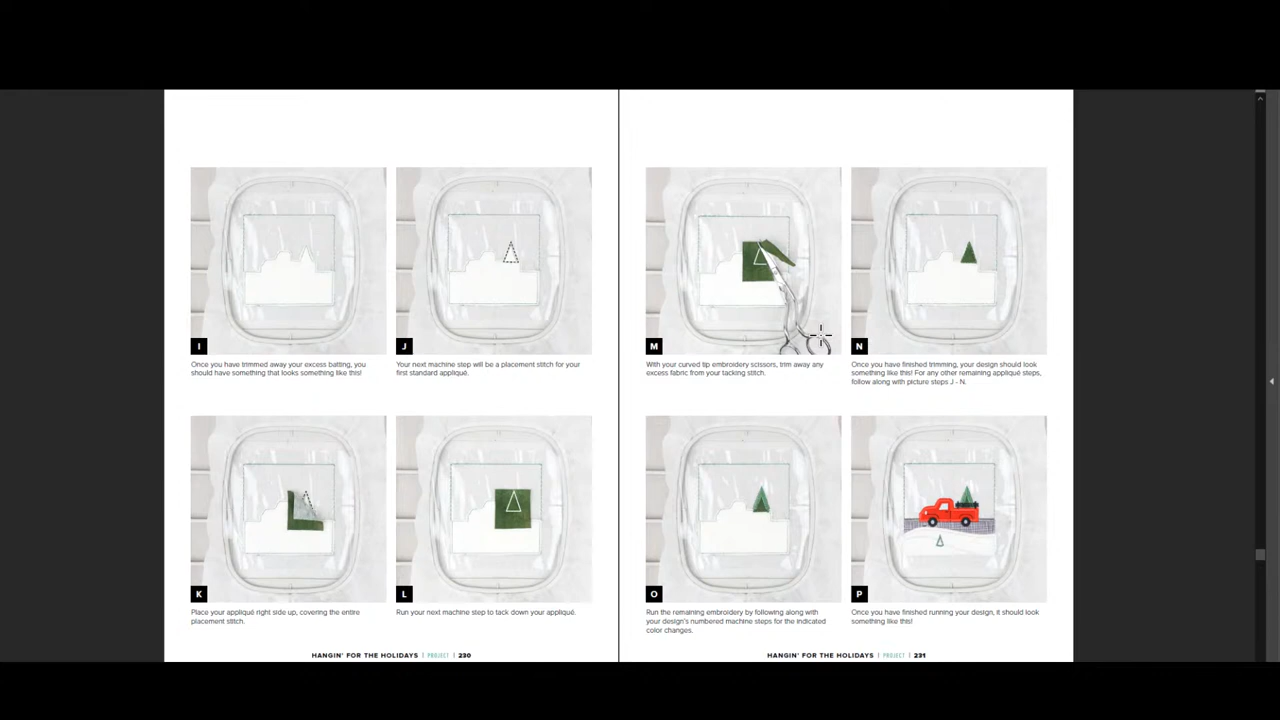 I
Once you have trimmed away your excess batting, you
should have something that looks something like this!
J
Your next machine step will be a placement stitch for your
first standard appliqué.
K
Place your appliqué right side up, covering the entire
placement stitch.
L
Run your next machine step to tack down your appliqué.
HANGIN' FOR THE HOLIDAYS | PROJECT | 230
M
With your curved tip embroidery scissors, trim away any
excess fabric from your tacking stitch.
N
Once you have finished trimming, your design should look
something like this! For any other remaining appliqué steps,
follow along with picture steps J - N.
O
Run the remaining embroidery by following along with
your design's numbered machine steps for the indicated
color changes.
P
Once you have finished running your design, it should look
something like this!
HANGIN' FOR THE HOLIDAYS | PROJECT | 231